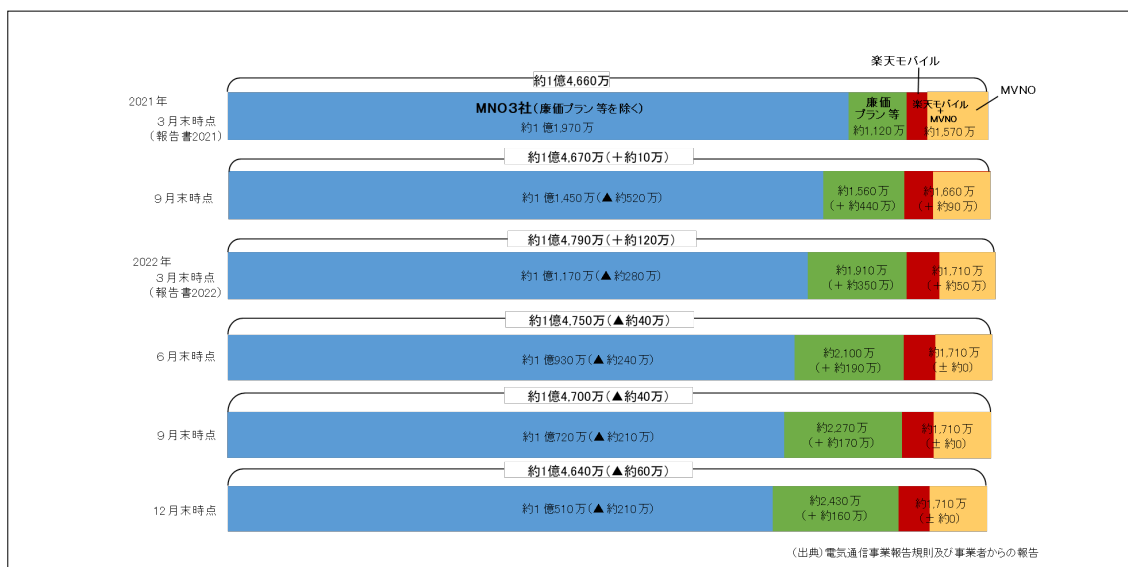 楽天モバイル
約1億4,660万
MVNO
2021年
3月末時点
(報告書2021)
MNO3社(廉価プラン等を除く)
約1億1,970万
廉価
プラン等
約1,120万
楽天モバイル
+
MVNO
約1,570万
約1億4,670万(+約10万)
9月末時点
約1億1,450万(▲約520万)
約1,560万
(+約440万)
約1,660万
(+約90万)
約1億4,790万(+約120万)
2022年
3月末時点
(報告書2022)
約1億1,170万(▲約280万)
約1,910万
(+約350万)
約1,710万
(+約50万)
約1億4,750万(▲約40万)
6月末時点
約1億930万(▲約240万)
約2,100万
(+約190万)
約1,710万
(±約0)
約1億4,700万(▲約40万)
9月末時点
約1億720万(▲約210万)
約2,270万
(+約170万)
約1,710万
(±約0)
約1億4,640万(▲約60万)
12月末時点
約1億510万(▲約210万)
約2,430万
(+約160万)
約1,710万
(±約0)
(出典)電気通信事業報告規則及び事業者からの報告